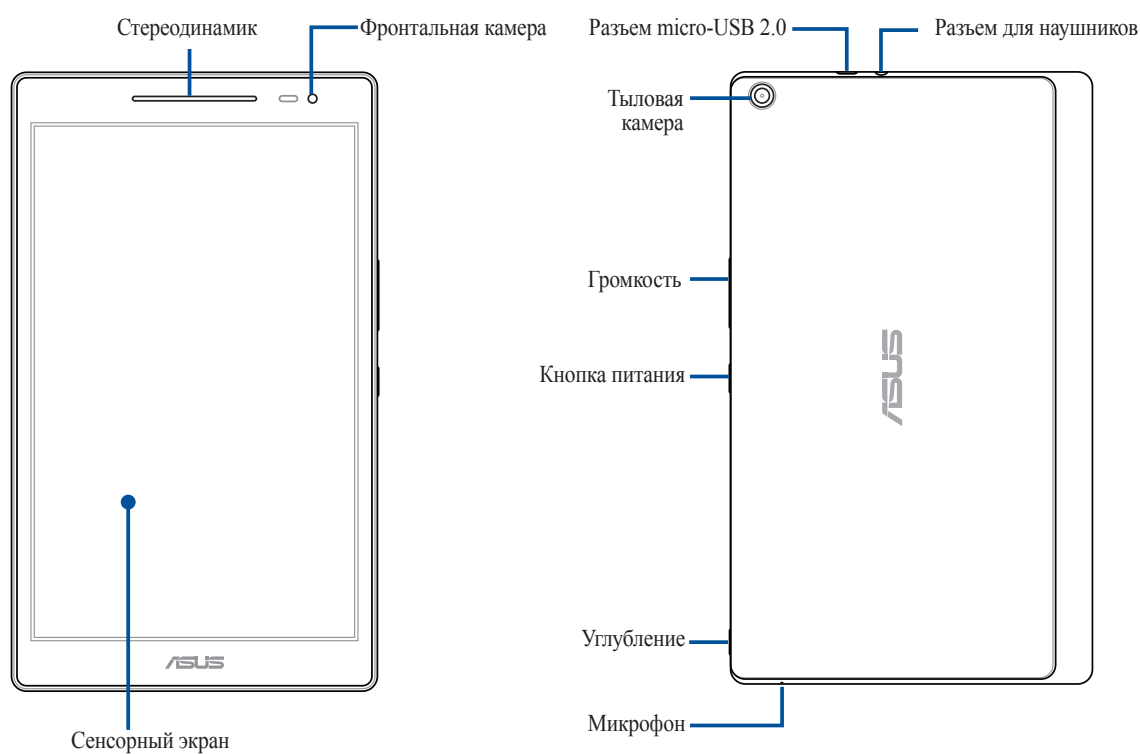 Стереодинамик
Фронтальная камера
Разъем micro-USB 2.0
Разъем для наушников
Тыловая
камера
Громкость
ASUS
Кнопка питания
Углубление
ASUS
Микрофон
Сенсорный экран